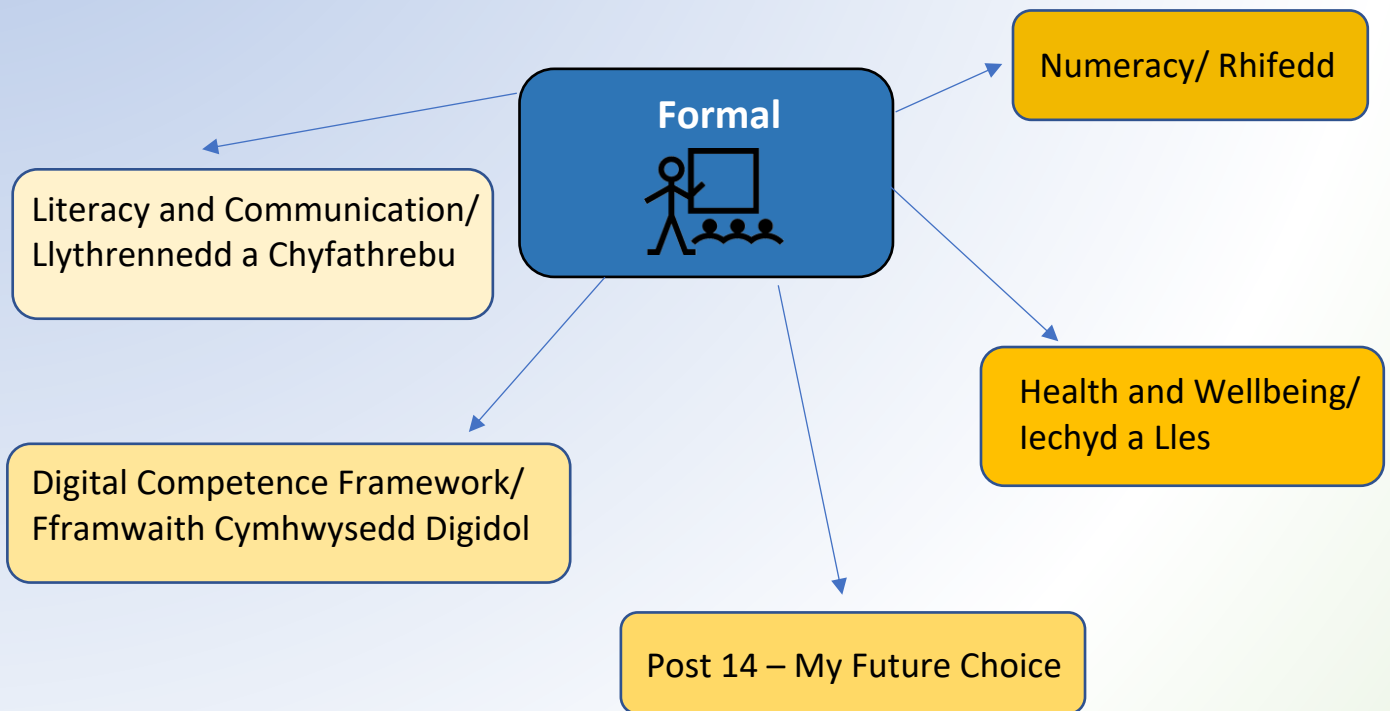 Formal
Numeracy/ Rhifedd
Literacy and Communication/
Llythrennedd a Chyfathrebu
Health and Wellbeing/
Iechyd a Lles
Digital Competence Framework/
Fframwaith Cymhwysedd Digidol
Post 14 – My Future Choice